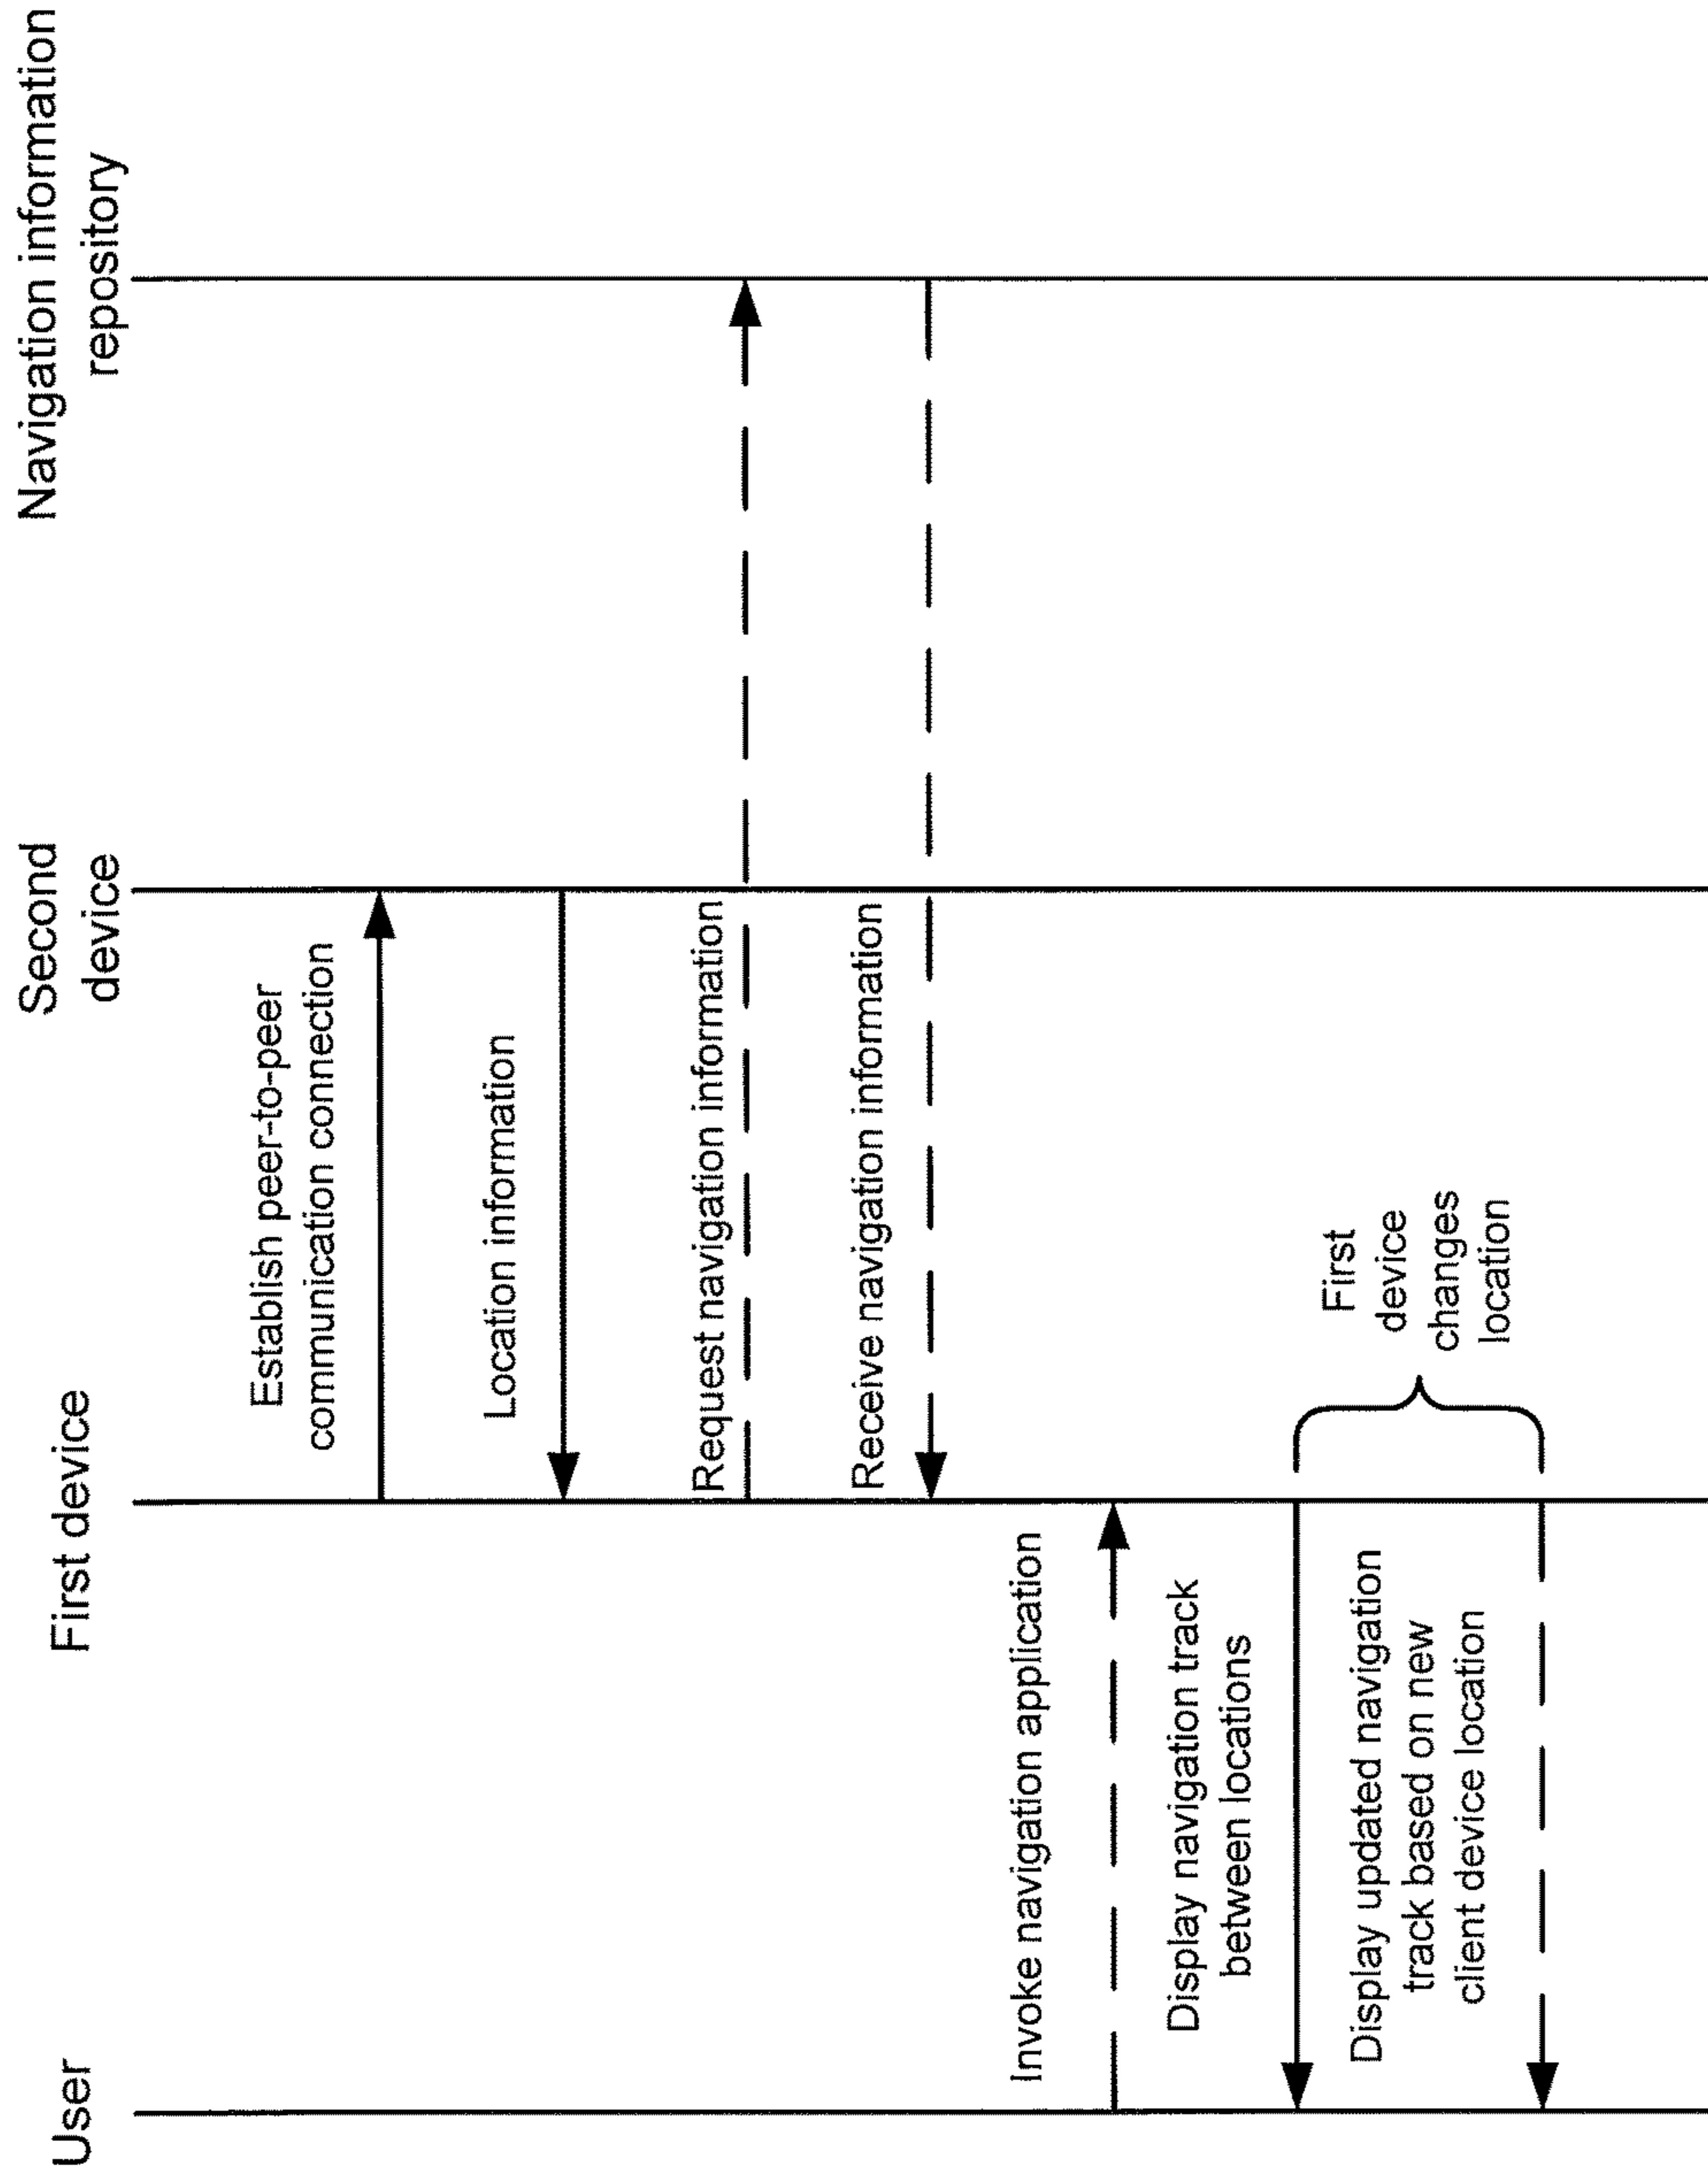 User
First device
Second
device
Navigation information
repository
Establish peer-to-peer
communication connection
Location information
Request navigation information
Receive navigation information
Invoke navigation application
Display navigation track
between locations
First
device
changes
location
Display updated navigation
track based on new
client device location